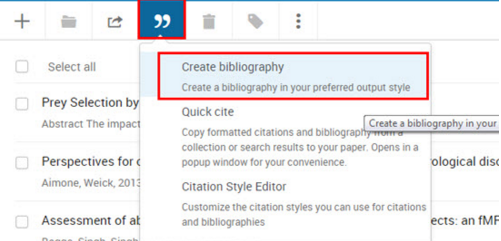 Select all
Create bibliography
Create a bibliography in your preferred output style
Prey Selection by
Quick cite
Create a bibliography in your
Abstract The impact
Copy formatted citations and bibliography from a
collection or search results to your paper. Opens in a
popup window for your convenience.
Perspectives for
ological
Aimone, Weick, 2013
Citation Style Editor
Customize the citation styles you can use for citations
and bibliographies
Assessment of ab
ects: an fMR